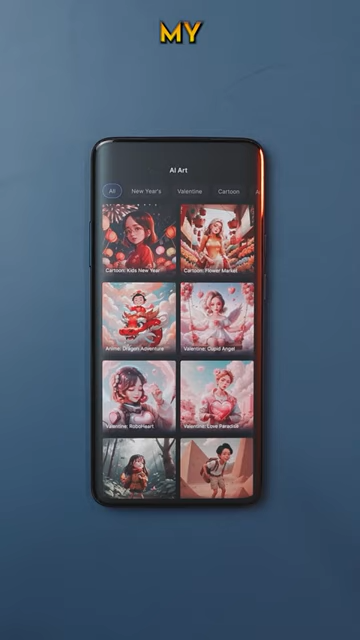 MY
AI Art
All
New Year's
Valentine
Cartoon
Cartoon: Kids New Year
Cartoon: Flower Market
Anime: Dragon Adventure
Valentine: Cupid Angel
Valentine: RoboHeart
Valentine: Love Paradise